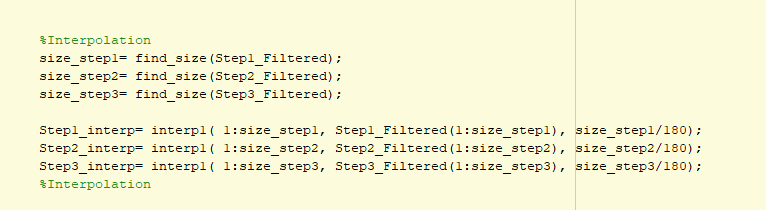 %Interpolation
size_step1= find_size(Step1_Filtered);
size_step2= find_size(Step2_Filtered);
size_step3= find_size(Step3_Filtered);
Step1_interp= interp1( 1:size_step1, Step1_Filtered(1:size_step1), size_step1/180);
Step2_interp= interp1( 1:size_step2, Step2_Filtered(1:size_step2), size_step2/180);
Step3_interp= interp1( 1:size_step3, Step3_Filtered(1:size_step3), size_step3/180);
%Interpolation